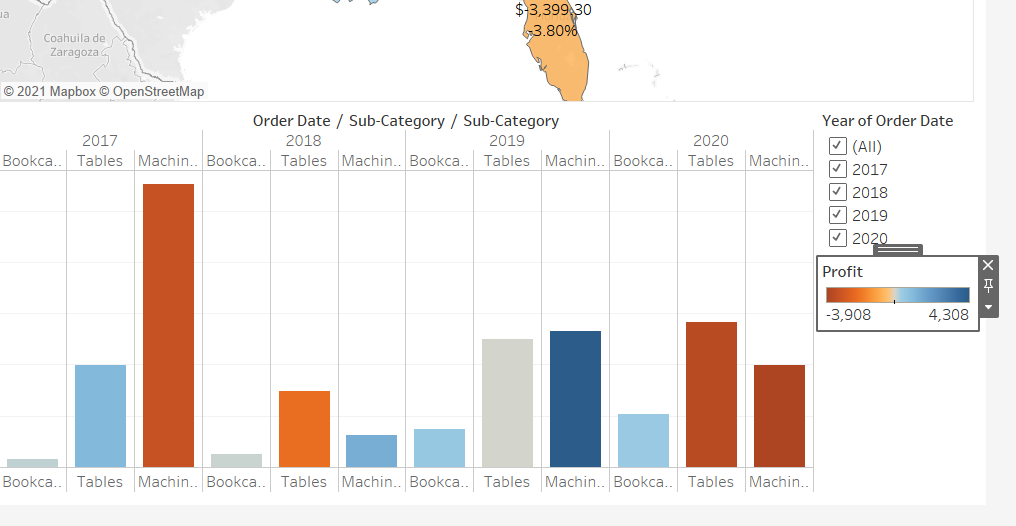 $-3,399.30
-3.80%
Coahuila de
Zaragoza
© 2021 Mapbox © OpenStreetMap
Order Date / Sub-Category / Sub-Category
2017 2018 2019 2020
Bookca.. Tables Machin.. Bookca.. Tables Machin.. Bookca.. Tables Machin.. Bookca.. Tables Machin..
Bookca.. Tables Machin.. Bookca.. Tables Machin.. Bookca.. Tables Machin.. Bookca.. Tables Machin..
Year of Order Date
(All)
2017
2018
2019
2020
Profit
-3,908 4,308